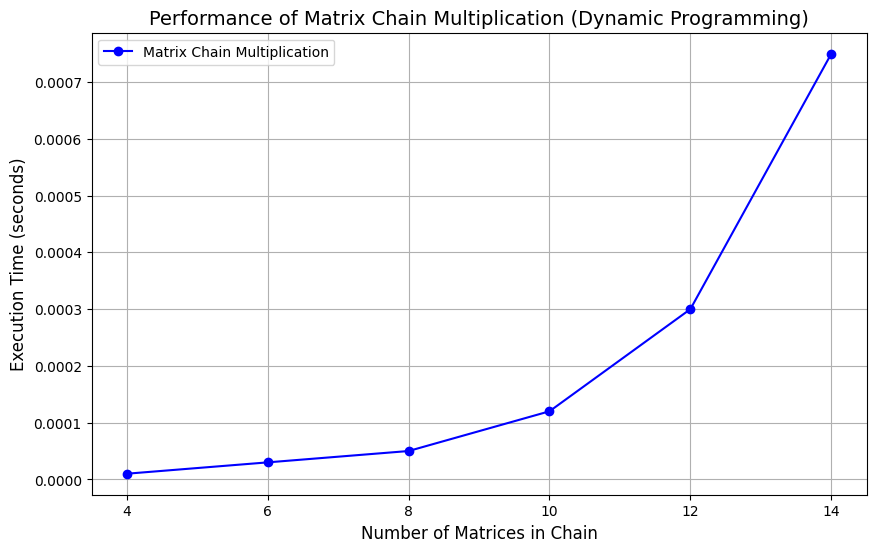 Performance of Matrix Chain Multiplication (Dynamic Programming)
Matrix Chain Multiplication
0.0007
0.0006
0.0005
0.0004
0.0003
0.0002
0.0001
0.0000
Execution Time (seconds)
4 6 8 10 12 14
Number of Matrices in Chain